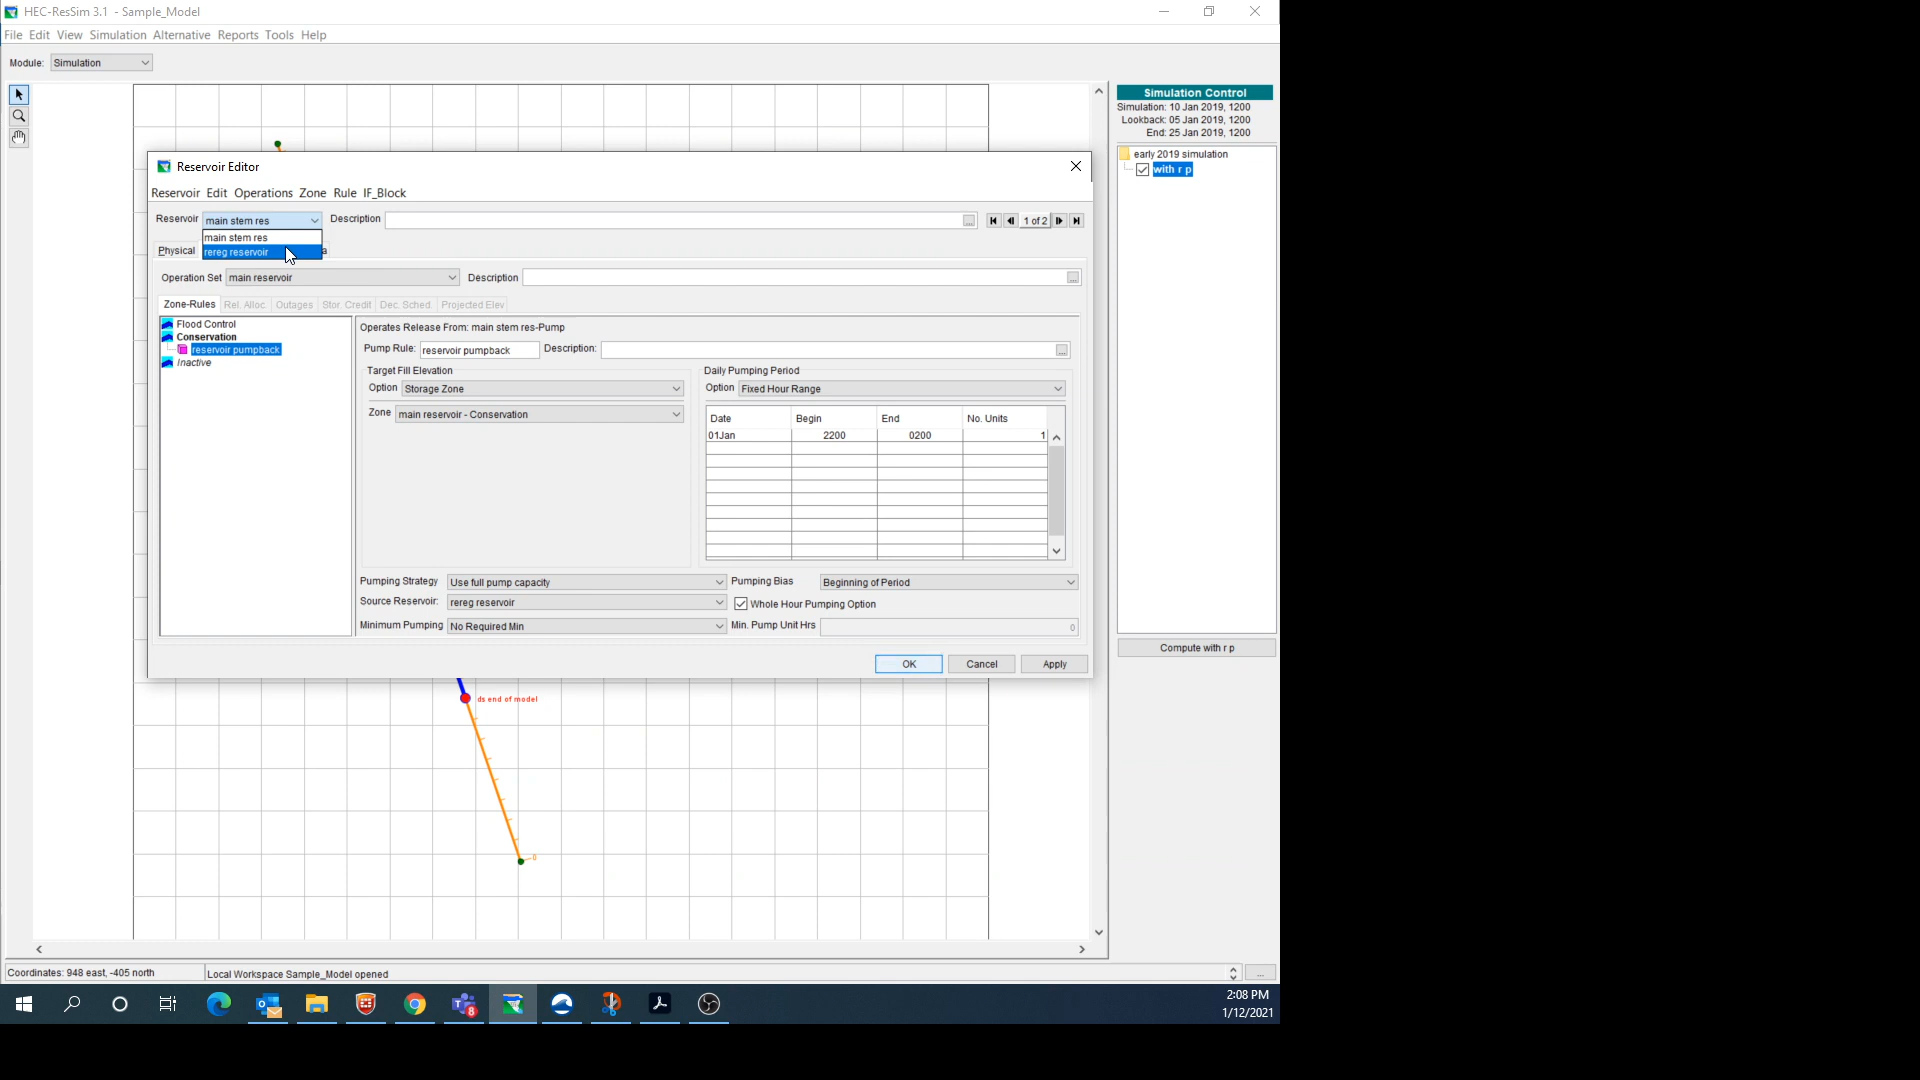 HEC-ResSim 3.1 - Sample_Model
File Edit View Simulation Alternative Reports Tools Help
Module: Simulation
Simulation Control
Simulation: 10 Jan 2019, 1200
Lookback: 05 Jan 2019, 1200
End: 25 Jan 2019, 1200
early 2019 simulation
with r p
Compute with r p
Reservoir Editor
Reservoir Edit Operations Zone Rule IF_Block
Reservoir main stem res Description ... 1 of 2
main stem res
rereg reservoir
Physical a
Operation Set main reservoir Description ...
Zone-Rules Rel. Alloc. Outages Stor. Credit Dec. Sched. Projected Elev
Flood Control
Conservation
reservoir pumpback
Inactive
Operates Release From: main stem res-Pump
Pump Rule: reservoir pumpback Description: ...
Target Fill Elevation
Option Storage Zone
Zone main reservoir - Conservation
Daily Pumping Period
Option Fixed Hour Range
Date Begin End No. Units
01Jan 2200 0200 1
Pumping Strategy Use full pump capacity Pumping Bias Beginning of Period
Source Reservoir: rereg reservoir Whole Hour Pumping Option
Minimum Pumping No Required Min Min. Pump Unit Hrs 0
OK Cancel Apply
ds end of model
0
Coordinates: 948 east, -405 north Local Workspace Sample_Model opened ...
8
2:08 PM
1/12/2021